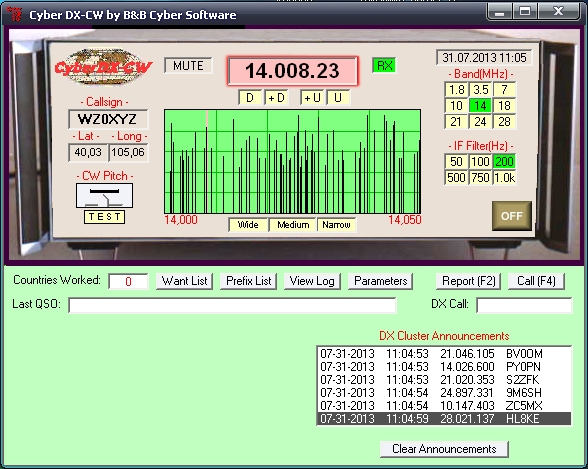 Cyber DX-CW by B&B Cyber Software
CyberDX-CW
MUTE
14.008.23
RX
31.07.2013 11:05
- Band(MHz) -
1.8 3.5 7
10 14 18
21 24 28
- Callsign -
WZ0XYZ
- Lat - - Long -
40,03 105,06
D +D +U U
- IF Filter(Hz) -
50 100 200
500 750 1.0k
- CW Pitch -
TEST
OFF
14,000 14,050
Wide Medium Narrow
Countries Worked: 0 Want List Prefix List View Log Parameters Report (F2) Call (F4)
Last QSO: DX Call:
DX Cluster Announcements
07-31-2013 11:04:53 21.046.105 BV0OM
07-31-2013 11:04:53 14.026.600 PY0PN
07-31-2013 11:04:53 21.020.353 S2ZFK
07-31-2013 11:04:54 24.897.331 9M6SH
07-31-2013 11:04:54 10.147.403 ZC5MX
07-31-2013 11:04:59 28.021.137 HL8KE
Clear Announcements